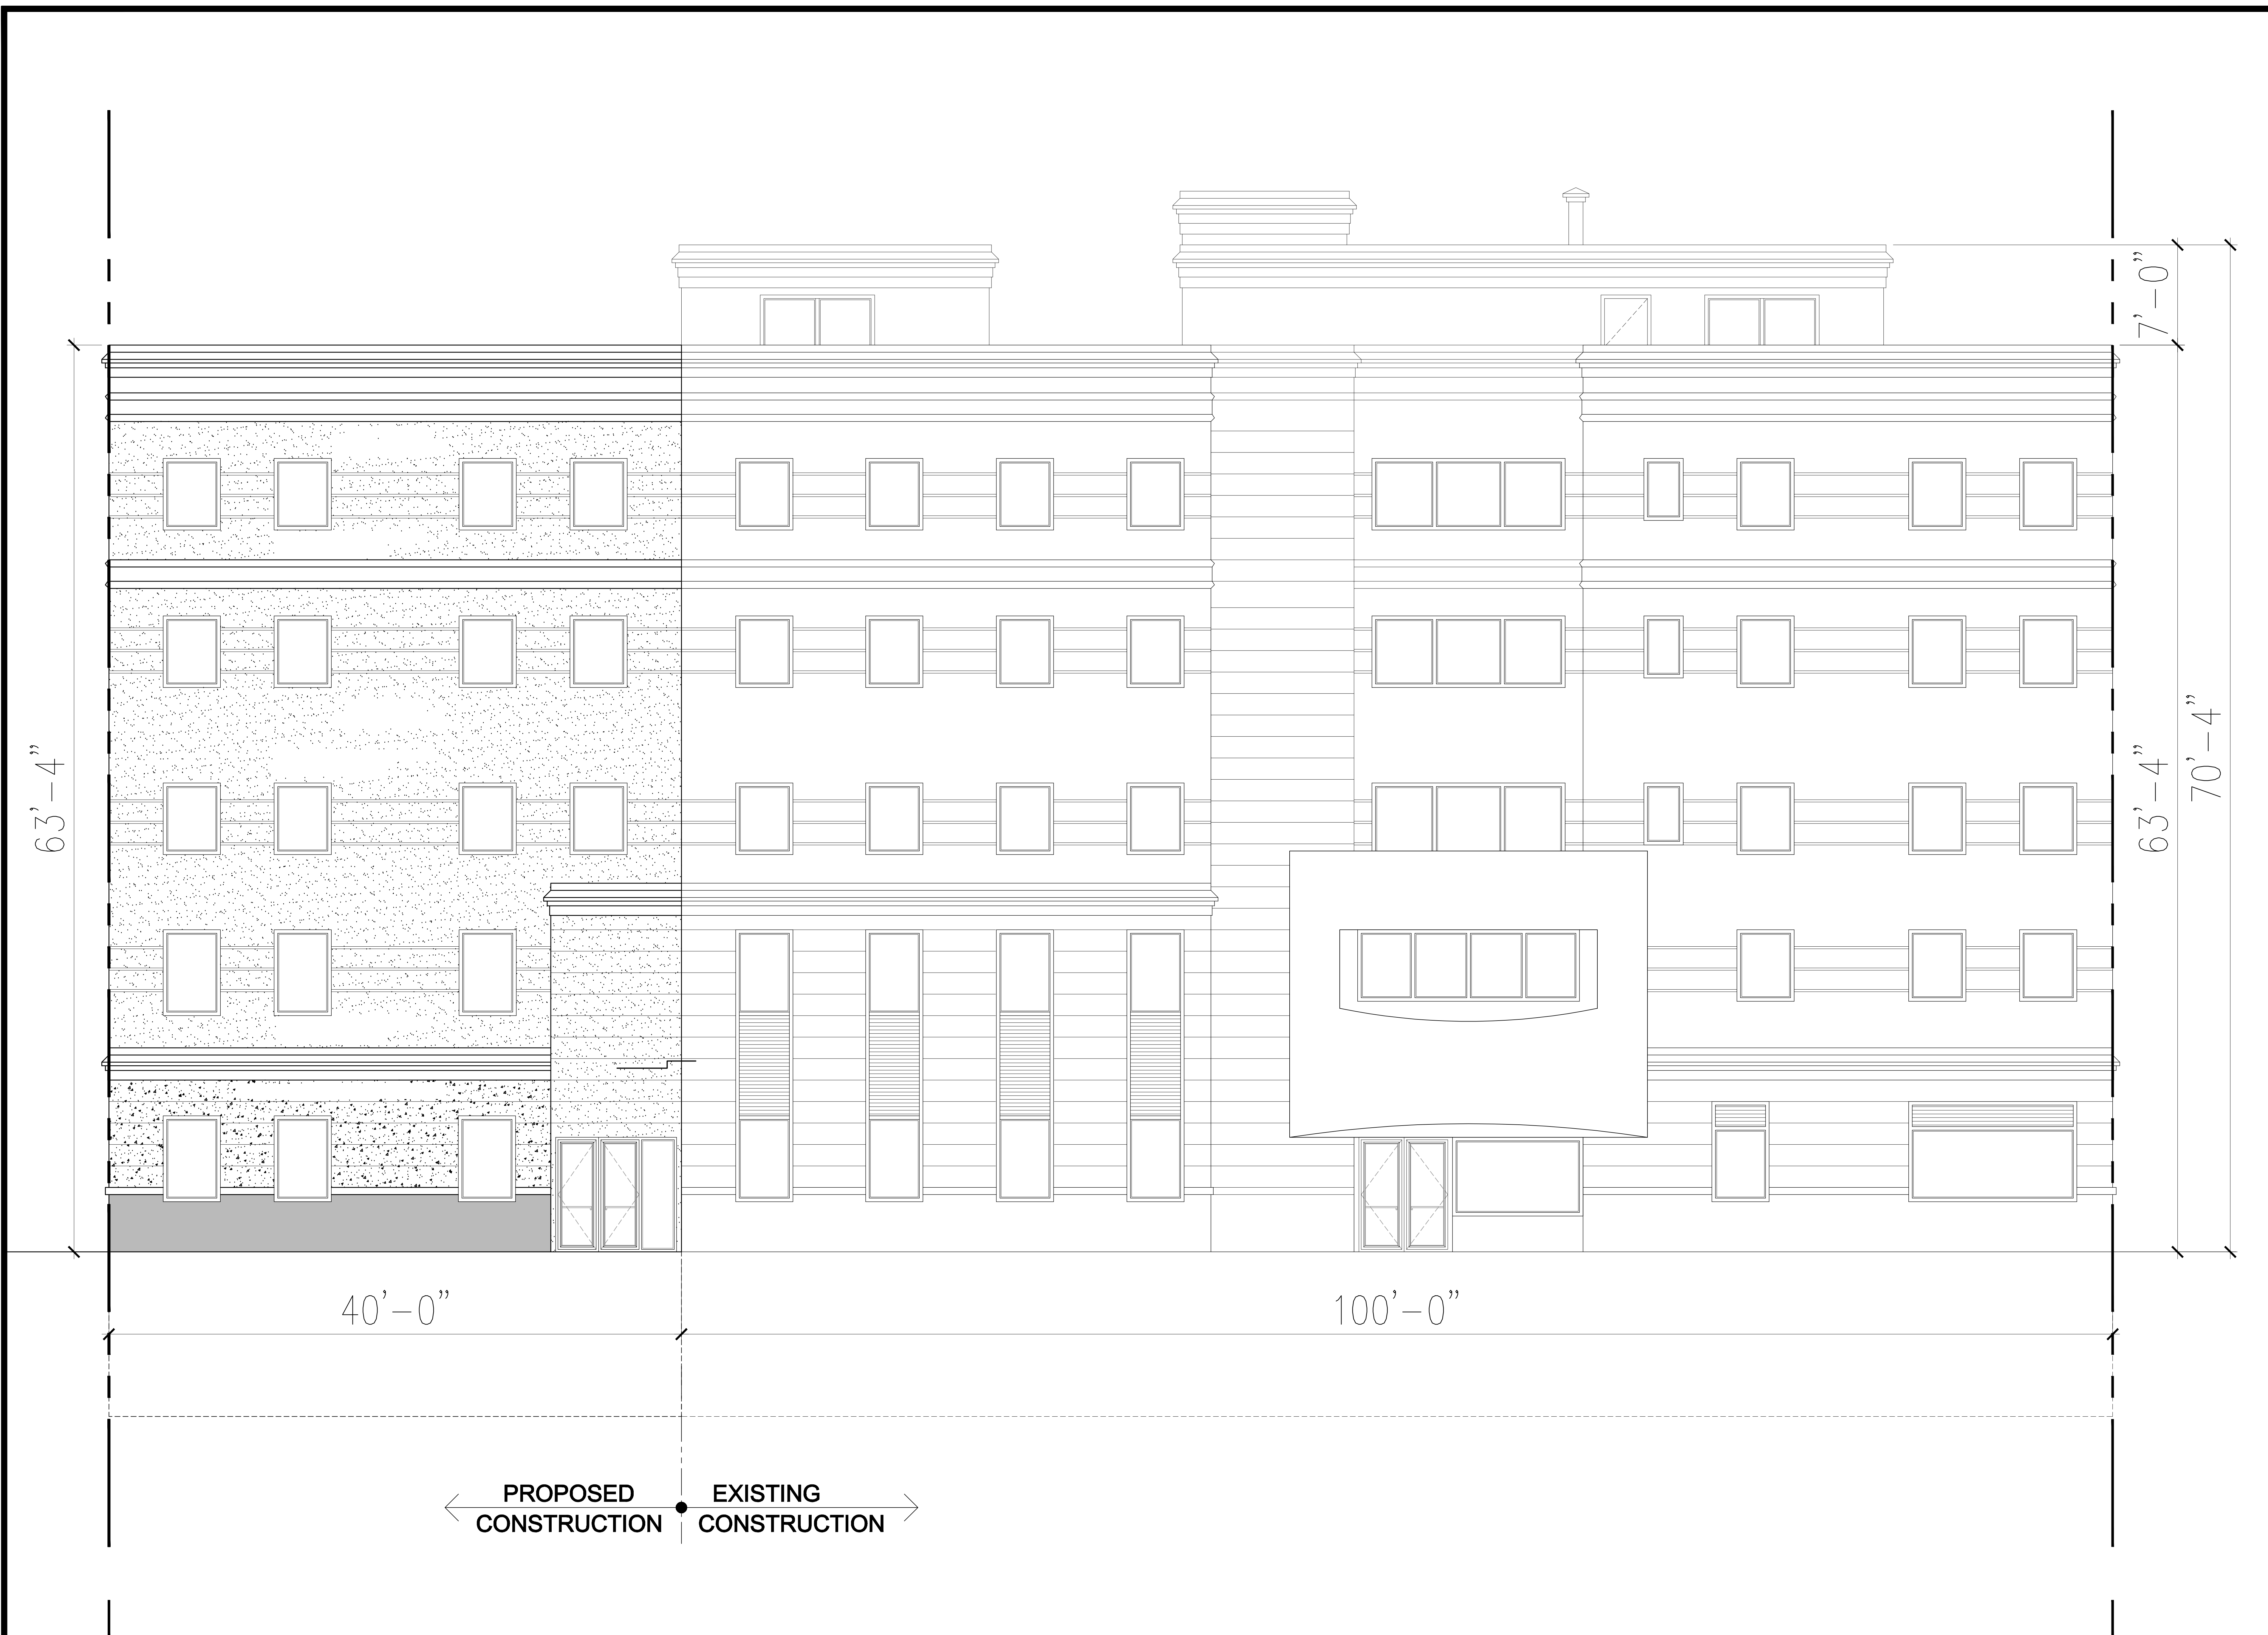 7'-0"
63'-4"
63'-4"
70'-4"
40'-0"
100'-0"
PROPOSED
CONSTRUCTION
EXISTING
CONSTRUCTION